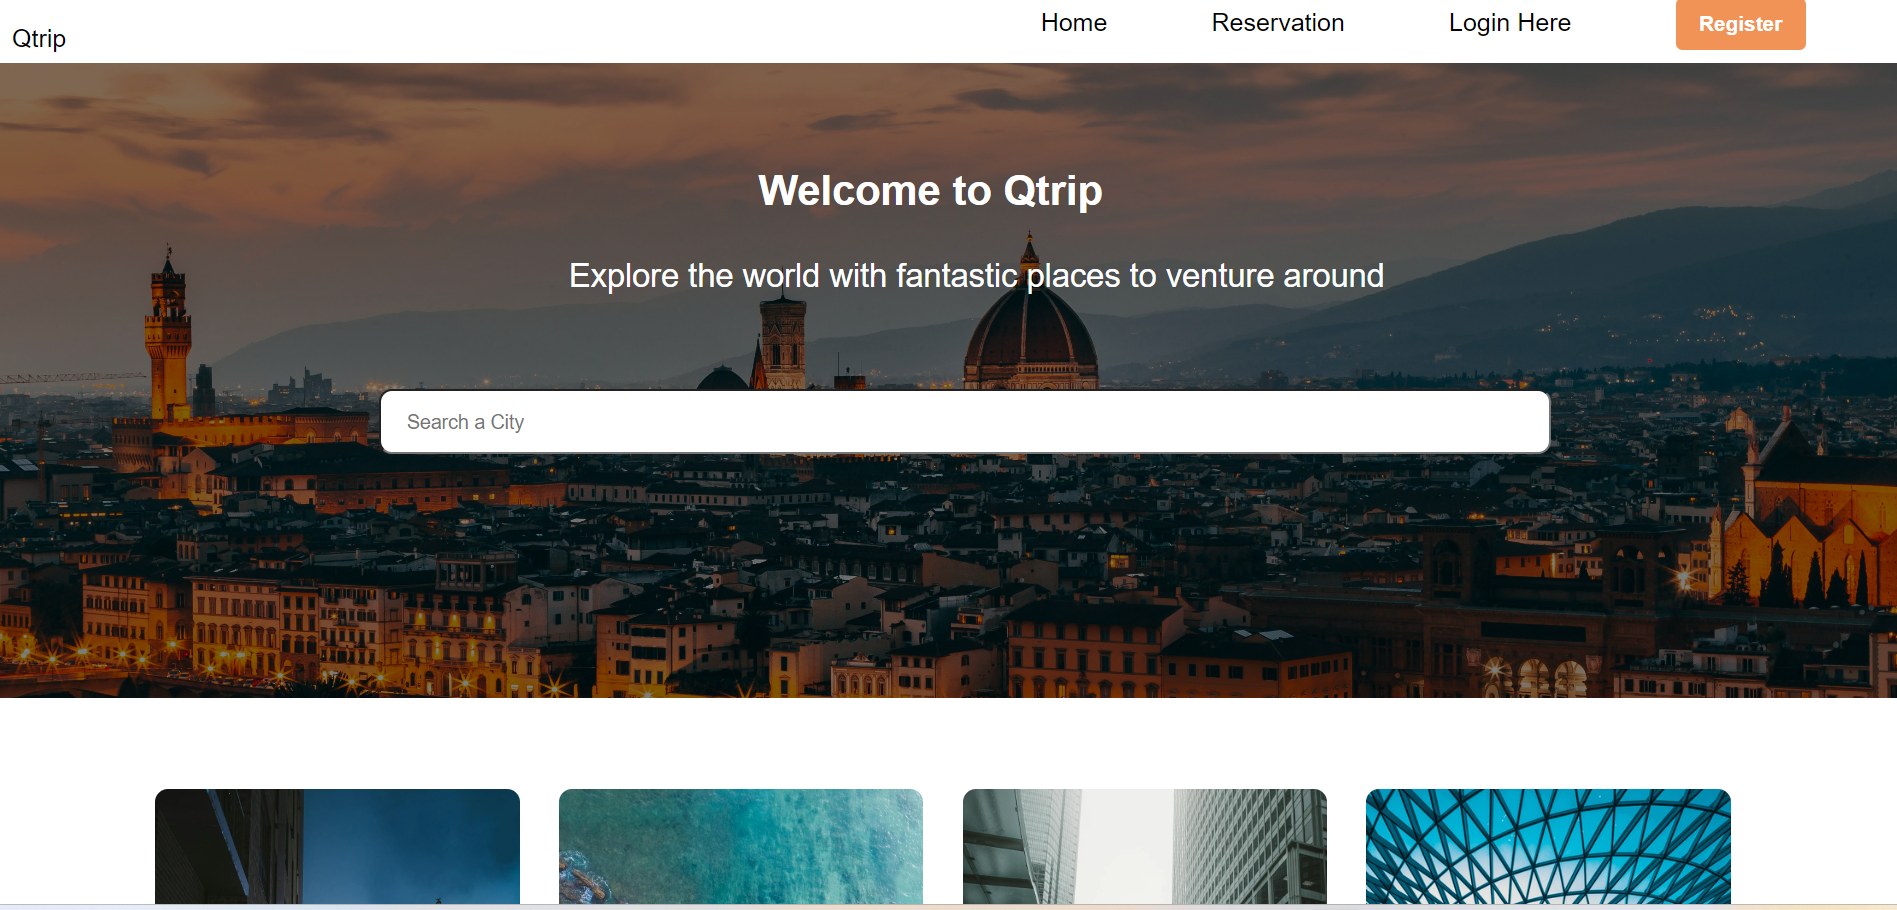 Qtrip
Home
Reservation
Login Here
Register
Welcome to Qtrip
Explore the world with fantastic places to venture around
Search a City